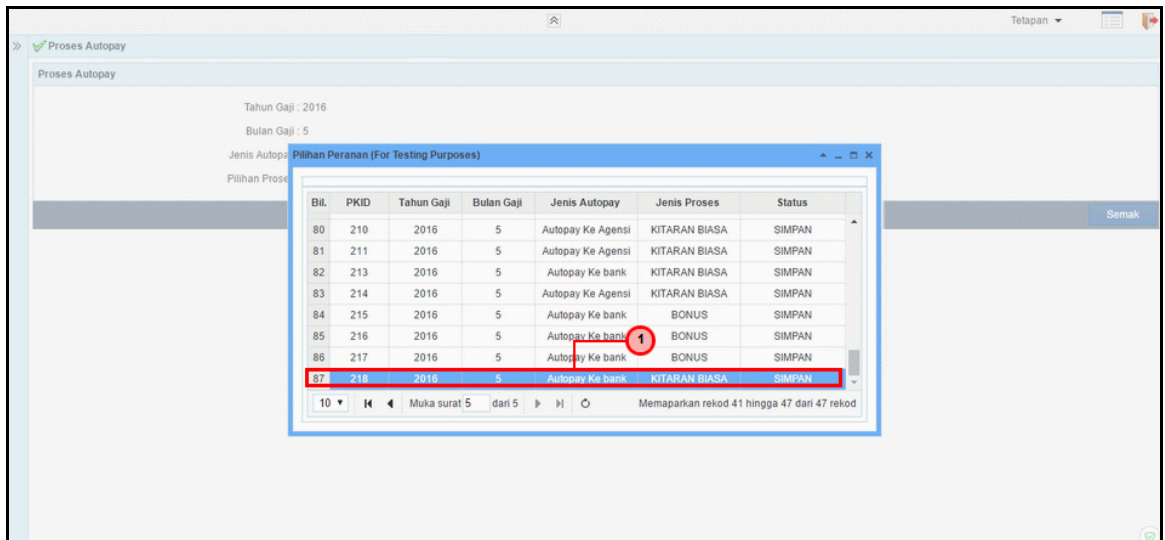 Tetapan
Proses Autopay
Proses Autopay
Tahun Gaji : 2016
Bulan Gaji : 5
Jenis Autopa
Pilihan Prose
Semak
Pilihan Peranan (For Testing Purposes)
Bil. PKID Tahun Gaji Bulan Gaji Jenis Autopay Jenis Proses Status
80 210 2016 5 Autopay Ke Agensi KITARAN BIASA SIMPAN
81 211 2016 5 Autopay Ke Agensi KITARAN BIASA SIMPAN
82 213 2016 5 Autopay Ke bank KITARAN BIASA SIMPAN
83 214 2016 5 Autopay Ke Agensi KITARAN BIASA SIMPAN
84 215 2016 5 Autopay Ke bank BONUS SIMPAN
85 216 2016 5 Autopay Ke bank BONUS SIMPAN
1
86 217 2016 5 Autopay Ke bank BONUS SIMPAN
87 218 2016 5 Autopay Ke bank KITARAN BIASA SIMPAN
10 Muka surat 5 dari 5 Memaparkan rekod 41 hingga 47 dari 47 rekod